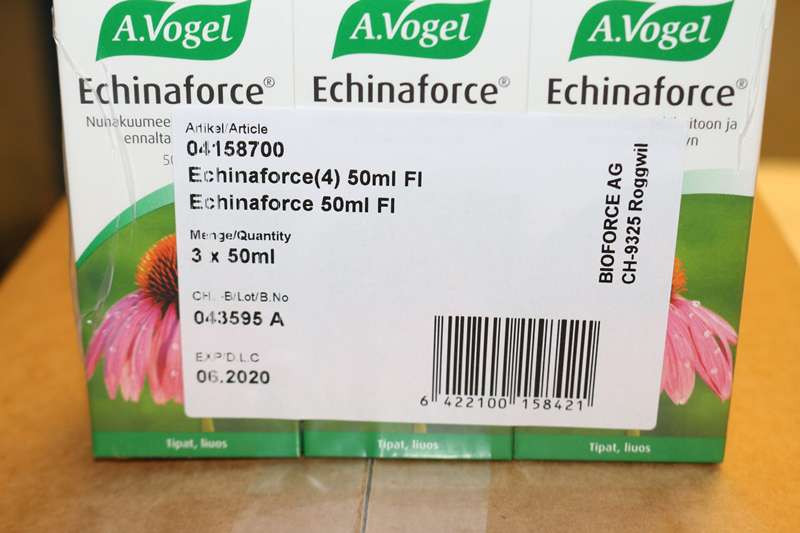 A.Vogel A.Vogel A.Vogel
Echinaforce® Echinaforce® Echinaforce®
Artikel/Article
04158700
Echinaforce(4) 50ml FI
Echinaforce 50ml FI
Menge/Quantity
3 x 50ml
CH.-B/Lot/B.No
043595 A
EXP/D.L.C
06.2020
BIOFORCE AG
CH-9325 Roggwil
6 422100 158421
Tipat, liuos Tipat, liuos Tipat, liuos